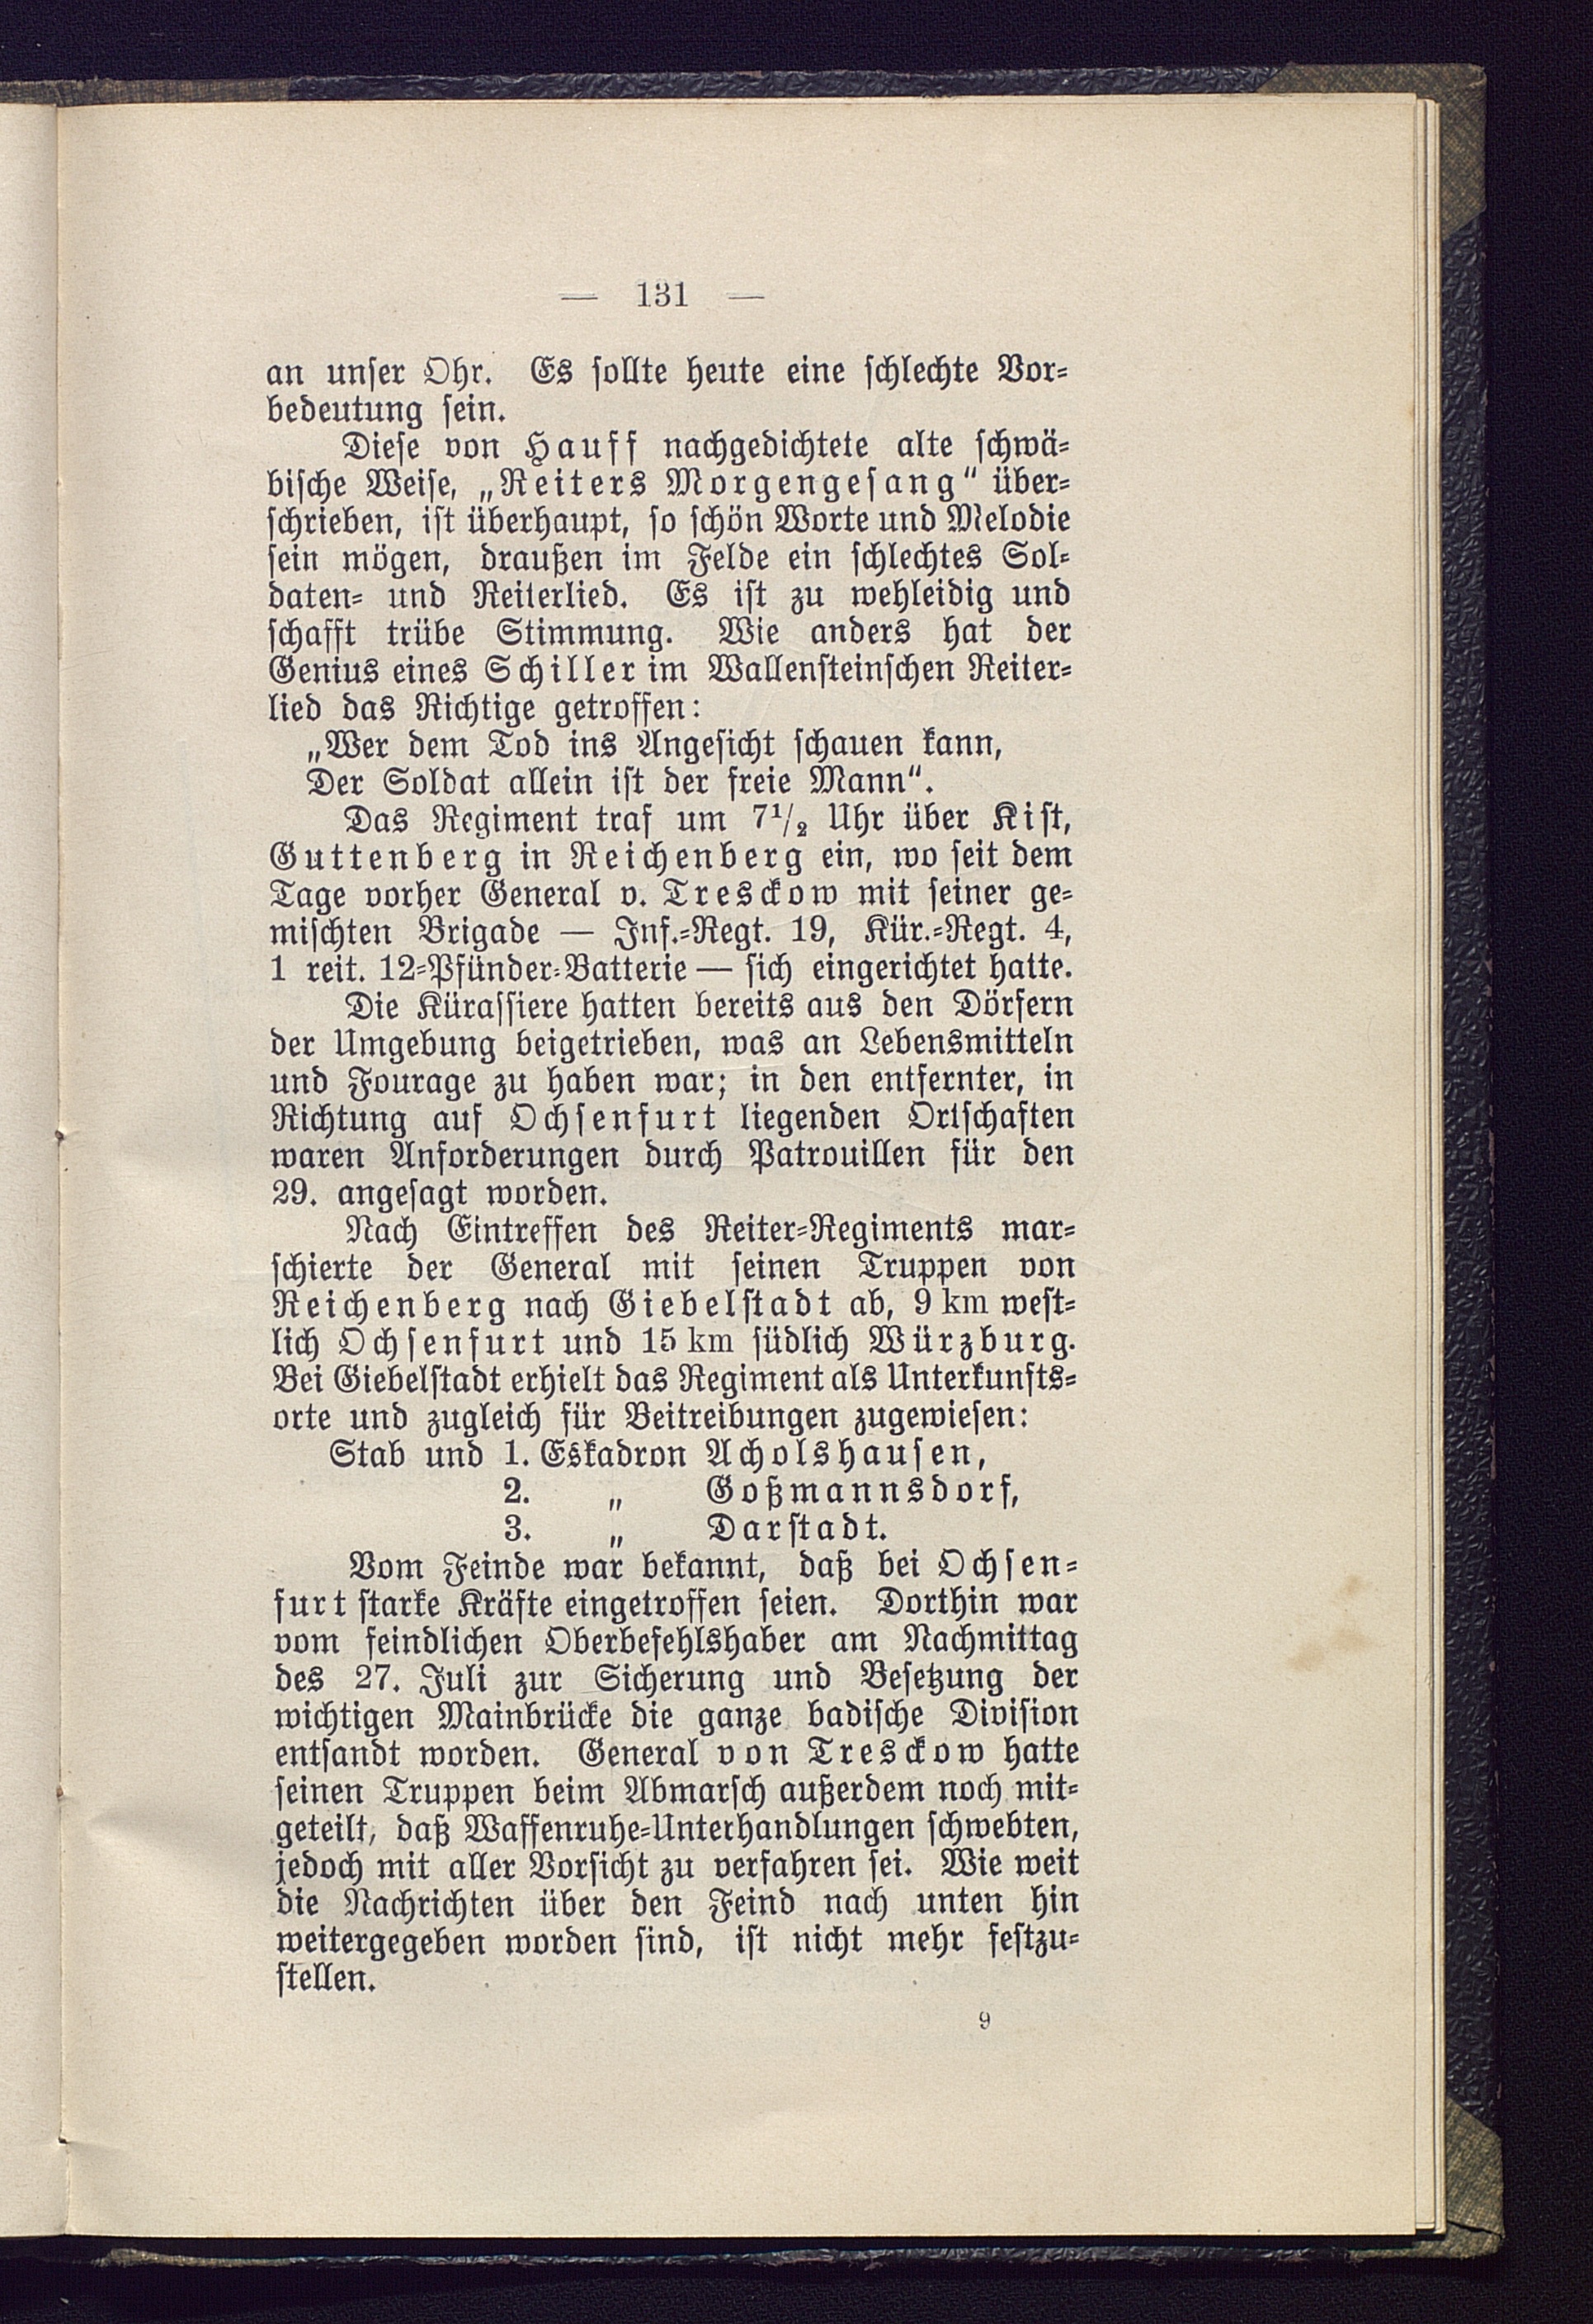 — 131 —
an unser Ohr. Es sollte heute eine schlechte Vor-
bedeutung sein.
Diese von Hauff nachgedichtete alte schwä-
bische Weise, „Reiters Morgengesang“ über-
schrieben, ist überhaupt, so schön Worte und Melodie
sein mögen, draußen im Felde ein schlechtes Sol-
daten- und Reiterlied. Es ist zu wehleidig und
schafft trübe Stimmung. Wie anders hat der
Genius eines Schiller im Wallensteinschen Reiter-
lied das Richtige getroffen:
„Wer dem Tod ins Angesicht schauen kann,
Der Soldat allein ist der freie Mann“.
Das Regiment traf um 7¹/₂ Uhr über Kist,
Guttenberg in Reichenberg ein, wo seit dem
Tage vorher General v. Tresckow mit seiner ge-
mischten Brigade — Inf.-Regt. 19, Kür.-Regt. 4,
1 reit. 12-Pfünder-Batterie — sich eingerichtet hatte.
Die Kürassiere hatten bereits aus den Dörfern
der Umgebung beigetrieben, was an Lebensmitteln
und Fourage zu haben war; in den entfernter, in
Richtung auf Ochsenfurt liegenden Ortschaften
waren Anforderungen durch Patrouillen für den
29. angesagt worden.
Nach Eintreffen des Reiter-Regiments mar-
schierte der General mit seinen Truppen von
Reichenberg nach Giebelstadt ab, 9 km west-
lich Ochsenfurt und 15 km südlich Würzburg.
Bei Giebelstadt erhielt das Regiment als Unterkunfts-
orte und zugleich für Beitreibungen zugewiesen:
Stab und 1. Eskadron Acholshausen,
2. „ Goßmannsdorf,
3. „ Darstadt.
Vom Feinde war bekannt, daß bei Ochsen-
furt starke Kräfte eingetroffen seien. Dorthin war
vom feindlichen Oberbefehlshaber am Nachmittag
des 27. Juli zur Sicherung und Besetzung der
wichtigen Mainbrücke die ganze badische Division
entsandt worden. General von Tresckow hatte
seinen Truppen beim Abmarsch außerdem noch mit-
geteilt, daß Waffenruhe-Unterhandlungen schwebten,
jedoch mit aller Vorsicht zu verfahren sei. Wie weit
die Nachrichten über den Feind nach unten hin
weitergegeben worden sind, ist nicht mehr festzu-
stellen.
9